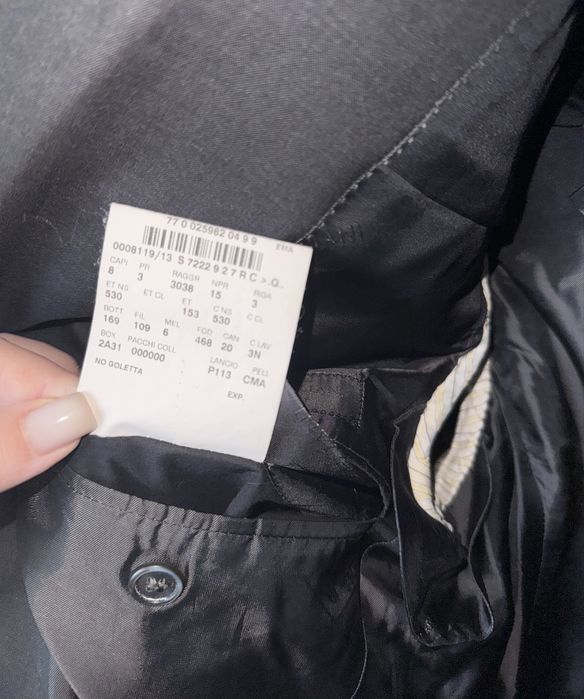 77 0 025982 04 9 9
EMA
0008119/13 S 7222 9 2 7 R C >.Q..
CAPI PR RAGGR NPR RIGA
8 3 3038 15 3
ET NS ET CL ET C NS C CL
530 153 530
BOTT FIL MEL FOD CAN C LAV
169 109 6 468 20 3N
BOX PACCHI COLL LANCIO PELL
2A31 000000 P113 CMA
NO GOLETTA EXP.